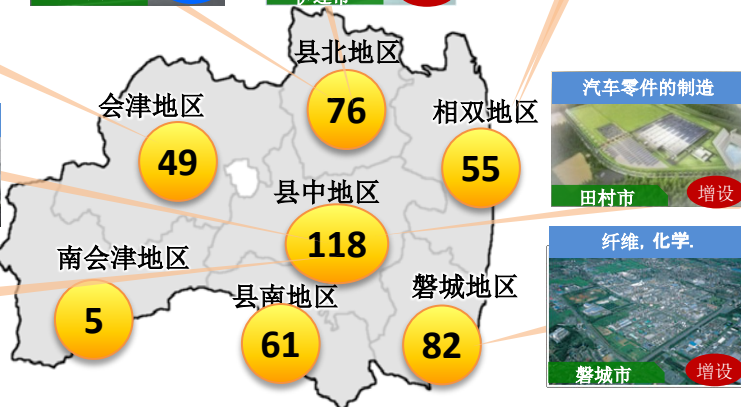 伊达市
县北地区
76
会津地区
49
相双地区
55
县中地区
118
南会津地区
5
县南地区
61
磐城地区
82
汽车零件的制造
田村市
增设
纤维, 化学.
磐城市
增设